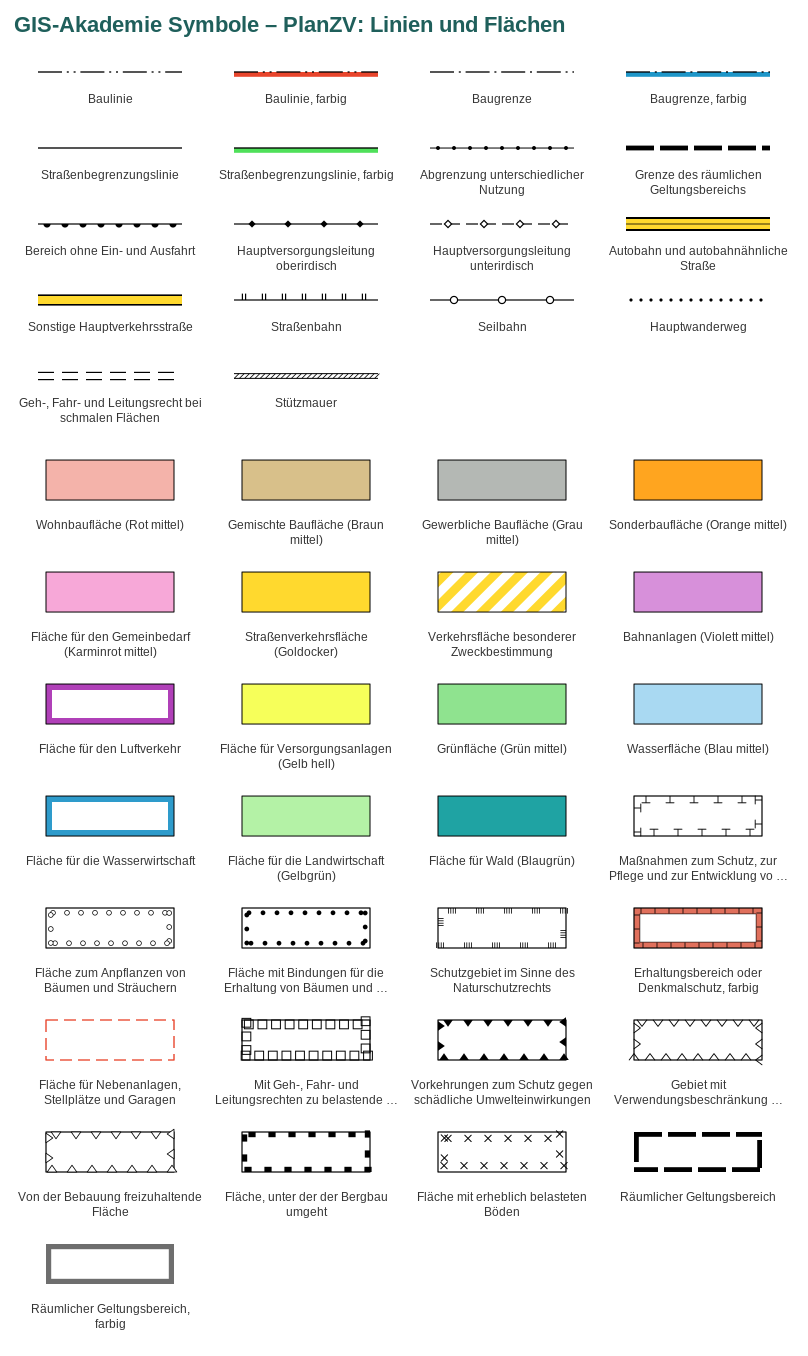 GIS-Akademie Symbole – PlanZV: Linien und Flächen
Baulinie
Baulinie, farbig
Baugrenze
Baugrenze, farbig
Straßenbegrenzungslinie
Straßenbegrenzungslinie, farbig
Abgrenzung unterschiedlicher
Nutzung
Grenze des räumlichen
Geltungsbereichs
Bereich ohne Ein- und Ausfahrt
Hauptversorgungsleitung
oberirdisch
Hauptversorgungsleitung
unterirdisch
Autobahn und autobahnähnliche
Straße
Sonstige Hauptverkehrsstraße
Straßenbahn
Seilbahn
Hauptwanderweg
Geh-, Fahr- und Leitungsrecht bei
schmalen Flächen
Stützmauer
Wohnbaufläche (Rot mittel)
Gemischte Baufläche (Braun
mittel)
Gewerbliche Baufläche (Grau
mittel)
Sonderbaufläche (Orange mittel)
Fläche für den Gemeinbedarf
(Karminrot mittel)
Straßenverkehrsfläche
(Goldocker)
Verkehrsfläche besonderer
Zweckbestimmung
Bahnanlagen (Violett mittel)
Fläche für den Luftverkehr
Fläche für Versorgungsanlagen
(Gelb hell)
Grünfläche (Grün mittel)
Wasserfläche (Blau mittel)
Fläche für die Wasserwirtschaft
Fläche für die Landwirtschaft
(Gelbgrün)
Fläche für Wald (Blaugrün)
Maßnahmen zum Schutz, zur
Pflege und zur Entwicklung vo …
Fläche zum Anpflanzen von
Bäumen und Sträuchern
Fläche mit Bindungen für die
Erhaltung von Bäumen und …
Schutzgebiet im Sinne des
Naturschutzrechts
Erhaltungsbereich oder
Denkmalschutz, farbig
Fläche für Nebenanlagen,
Stellplätze und Garagen
Mit Geh-, Fahr- und
Leitungsrechten zu belastende …
Vorkehrungen zum Schutz gegen
schädliche Umwelteinwirkungen
Gebiet mit
Verwendungsbeschränkung …
Von der Bebauung freizuhaltende
Fläche
Fläche, unter der der Bergbau
umgeht
Fläche mit erheblich belasteten
Böden
Räumlicher Geltungsbereich
Räumlicher Geltungsbereich,
farbig